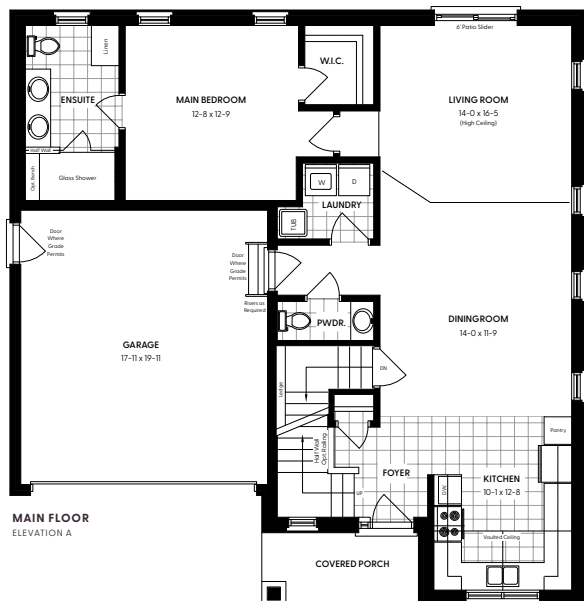 6' Patio Slider
Linen
W.I.C.
ENSUITE
MAIN BEDROOM
12-8 x 12-9
LIVING ROOM
14-0 x 16-5
(High Ceiling)
Half Wall
Opt. Bench
Glass Shower
W
D
LAUNDRY
TUB
Door
Where
Grade
Permits
Door
Where
Grade
Permits
Risers as
Required
PWDR.
DININGROOM
14-0 x 11-9
GARAGE
17-11 x 19-11
Ledge
DN
Half Wall
Opt. Railing
Pantry
FOYER
UP
D.W.
KITCHEN
10-1 x 12-8
Vaulted Ceiling
MAIN FLOOR
ELEVATION A
COVERED PORCH